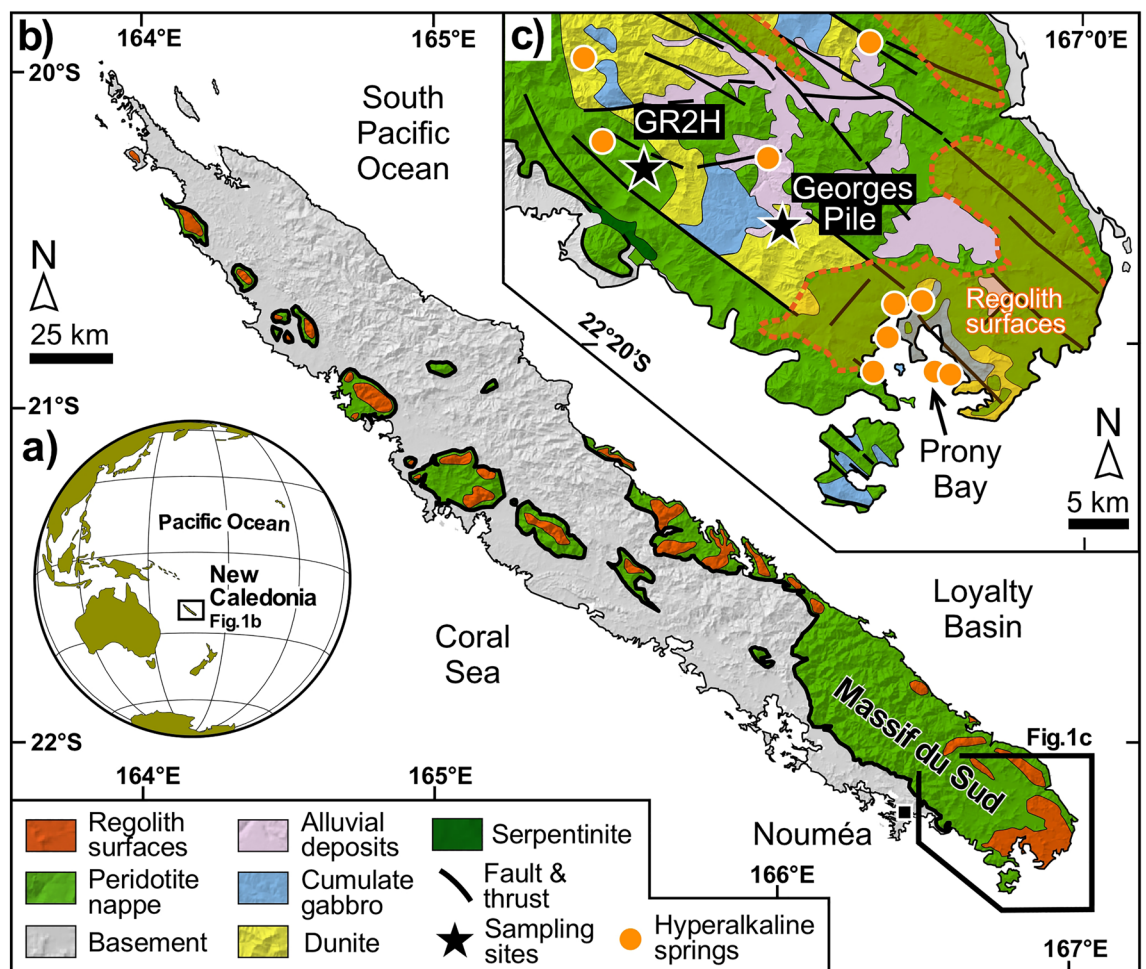 b)
164°E
165°E
c)
167°0'E
20°S
South
Pacific
Ocean
GR2H
Georges
Pile
N
25 km
Regolith
surfaces
22°20'S
21°S
a)
Prony
Bay
N
5 km
Pacific Ocean
New
Caledonia
Fig.1b
Loyalty
Basin
Coral
Sea
Massif du Sud
Fig.1c
22°S
164°E
165°E
Nouméa
166°E
167°E
Regolith
surfaces
Peridotite
nappe
Basement
Alluvial
deposits
Cumulate
gabbro
Dunite
Serpentinite
Fault &
thrust
Sampling
sites
Hyperalkaline
springs